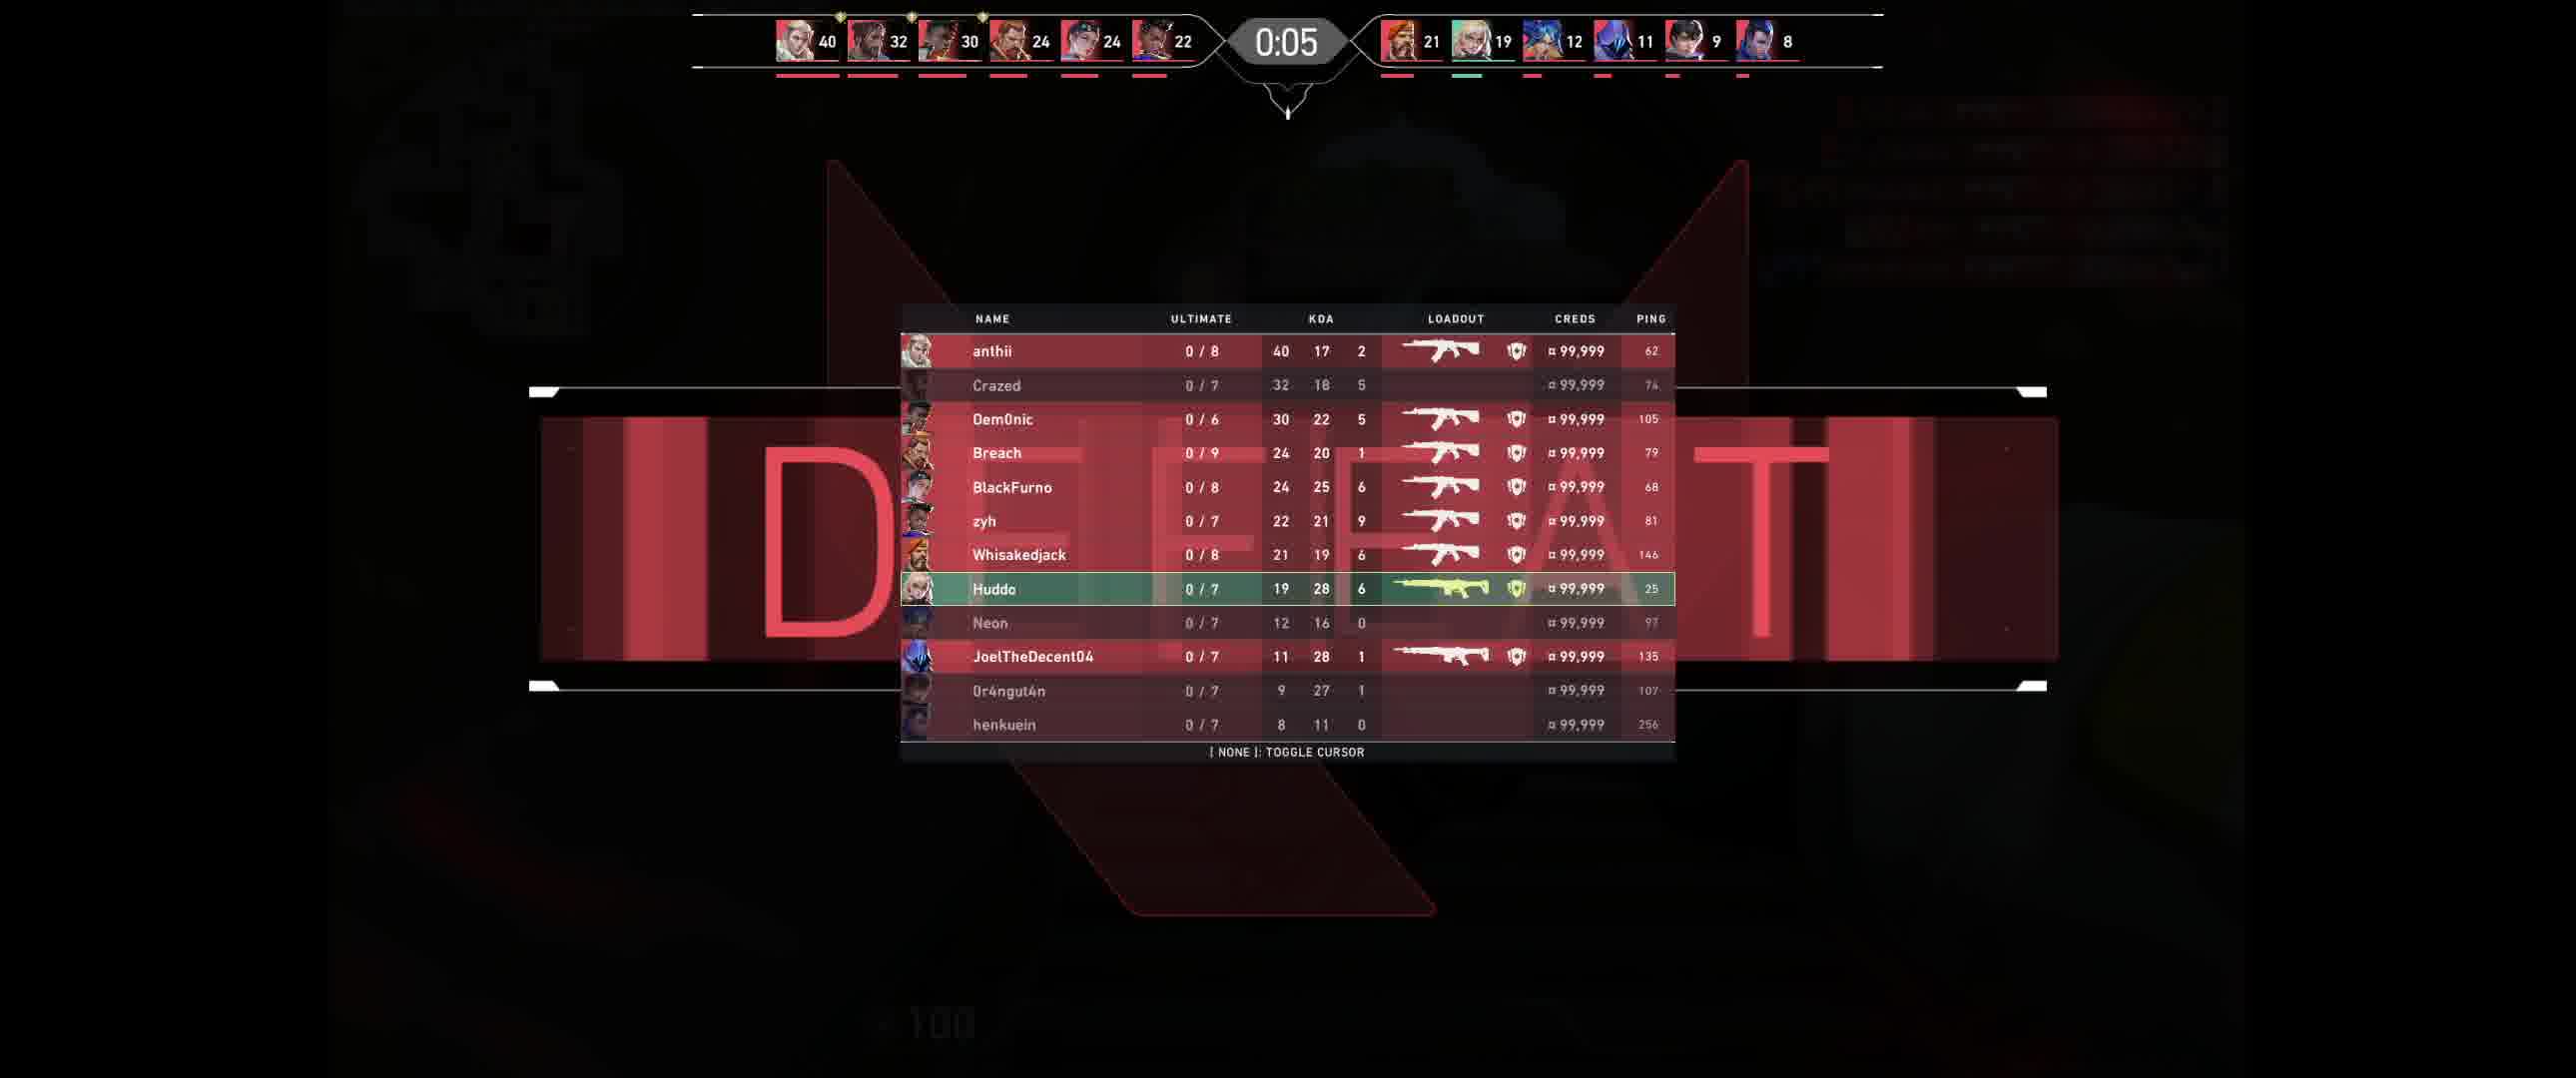 40 32 30 24 24 22 0:05 21 19 12 11 9 8
NAME ULTIMATE KDA LOADOUT CREDS PING
anthii 0 / 8 40 17 2 ¤ 99,999 62
Crazed 0 / 7 32 18 5 ¤ 99,999 74
Dem0nic 0 / 6 30 22 5 ¤ 99,999 105
Breach 0 / 9 24 20 1 ¤ 99,999 79
BlackFurno 0 / 8 24 25 6 ¤ 99,999 68
zyh 0 / 7 22 21 9 ¤ 99,999 81
Whisakedjack 0 / 8 21 19 6 ¤ 99,999 146
Huddo 0 / 7 19 28 6 ¤ 99,999 25
Neon 0 / 7 12 16 0 ¤ 99,999 97
JoelTheDecent04 0 / 7 11 28 1 ¤ 99,999 135
0r4ngut4n 0 / 7 9 27 1 ¤ 99,999 107
henkuein 0 / 7 8 11 0 ¤ 99,999 256
[ NONE ]: TOGGLE CURSOR
DEFEAT
100